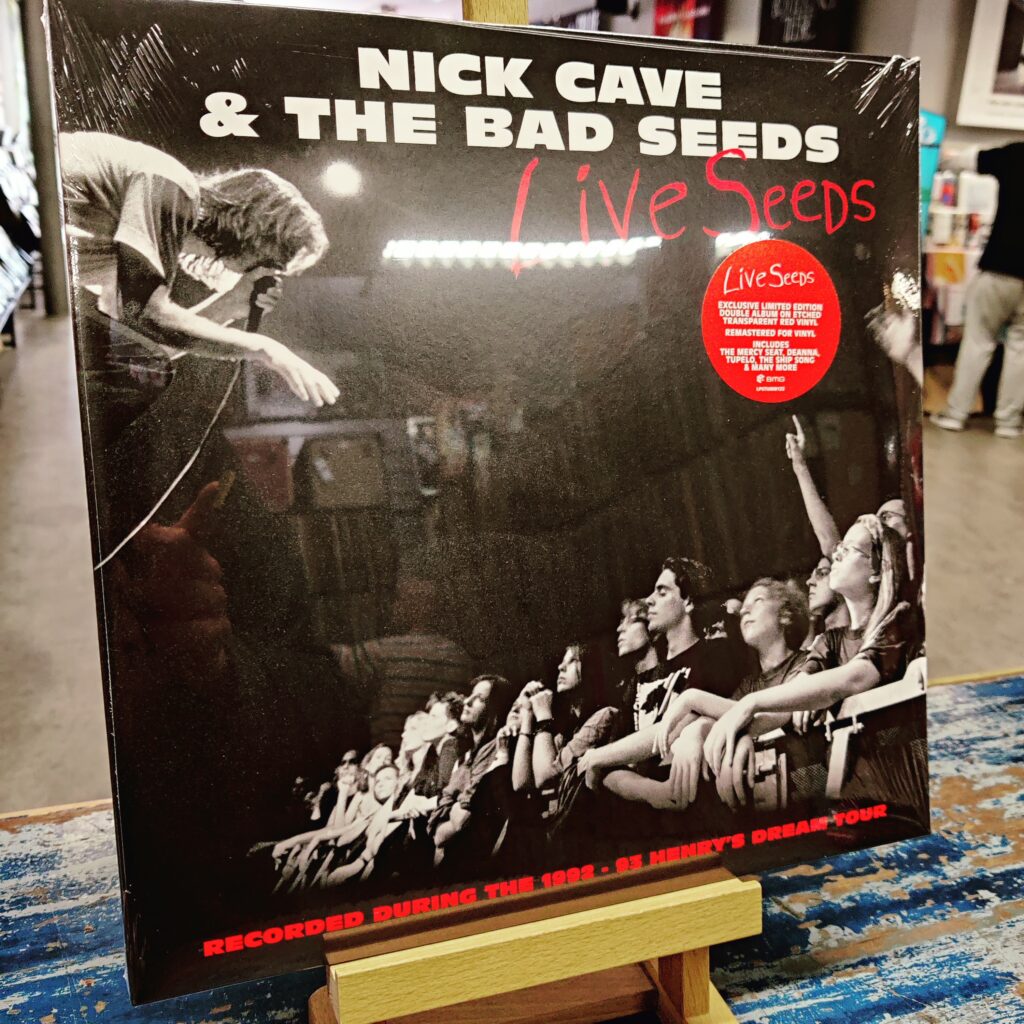 NICK CAVE
& THE BAD SEEDS
Live Seeds
Live Seeds
EXCLUSIVE LIMITED EDITION
DOUBLE ALBUM ON ETCHED
TRANSPARENT RED VINYL
REMASTERED FOR VINYL
INCLUDES
THE MERCY SEAT, DEANNA,
TUPELO, THE SHIP SONG
& MANY MORE
BMG
RECORDED DURING THE 1992 - 93 HENRY'S DREAM TOUR